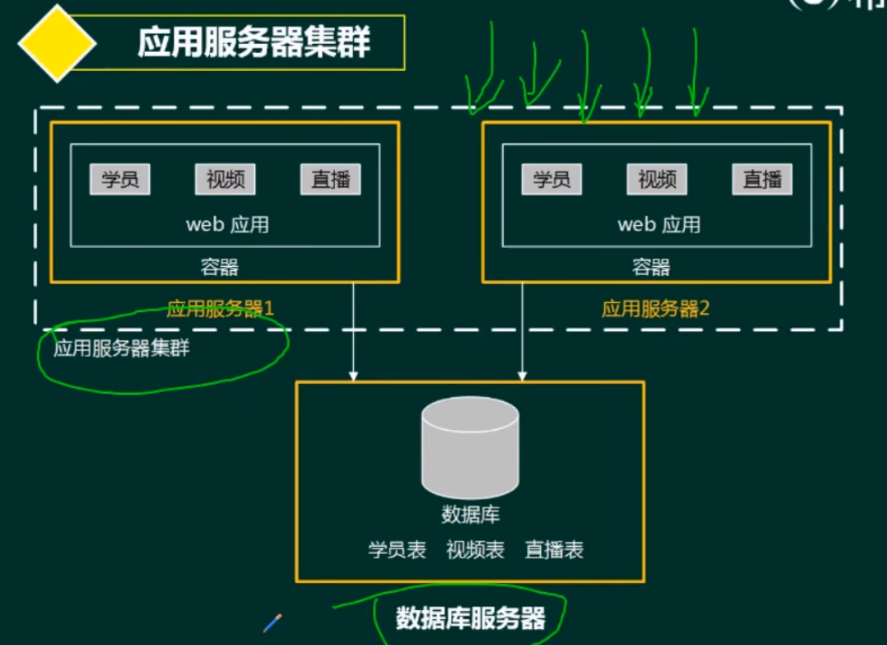 应用服务器集群
学员 视频 直播
web 应用
容器
应用服务器1
学员 视频 直播
web 应用
容器
应用服务器2
应用服务器集群
数据库
学员表 视频表 直播表
数据库服务器